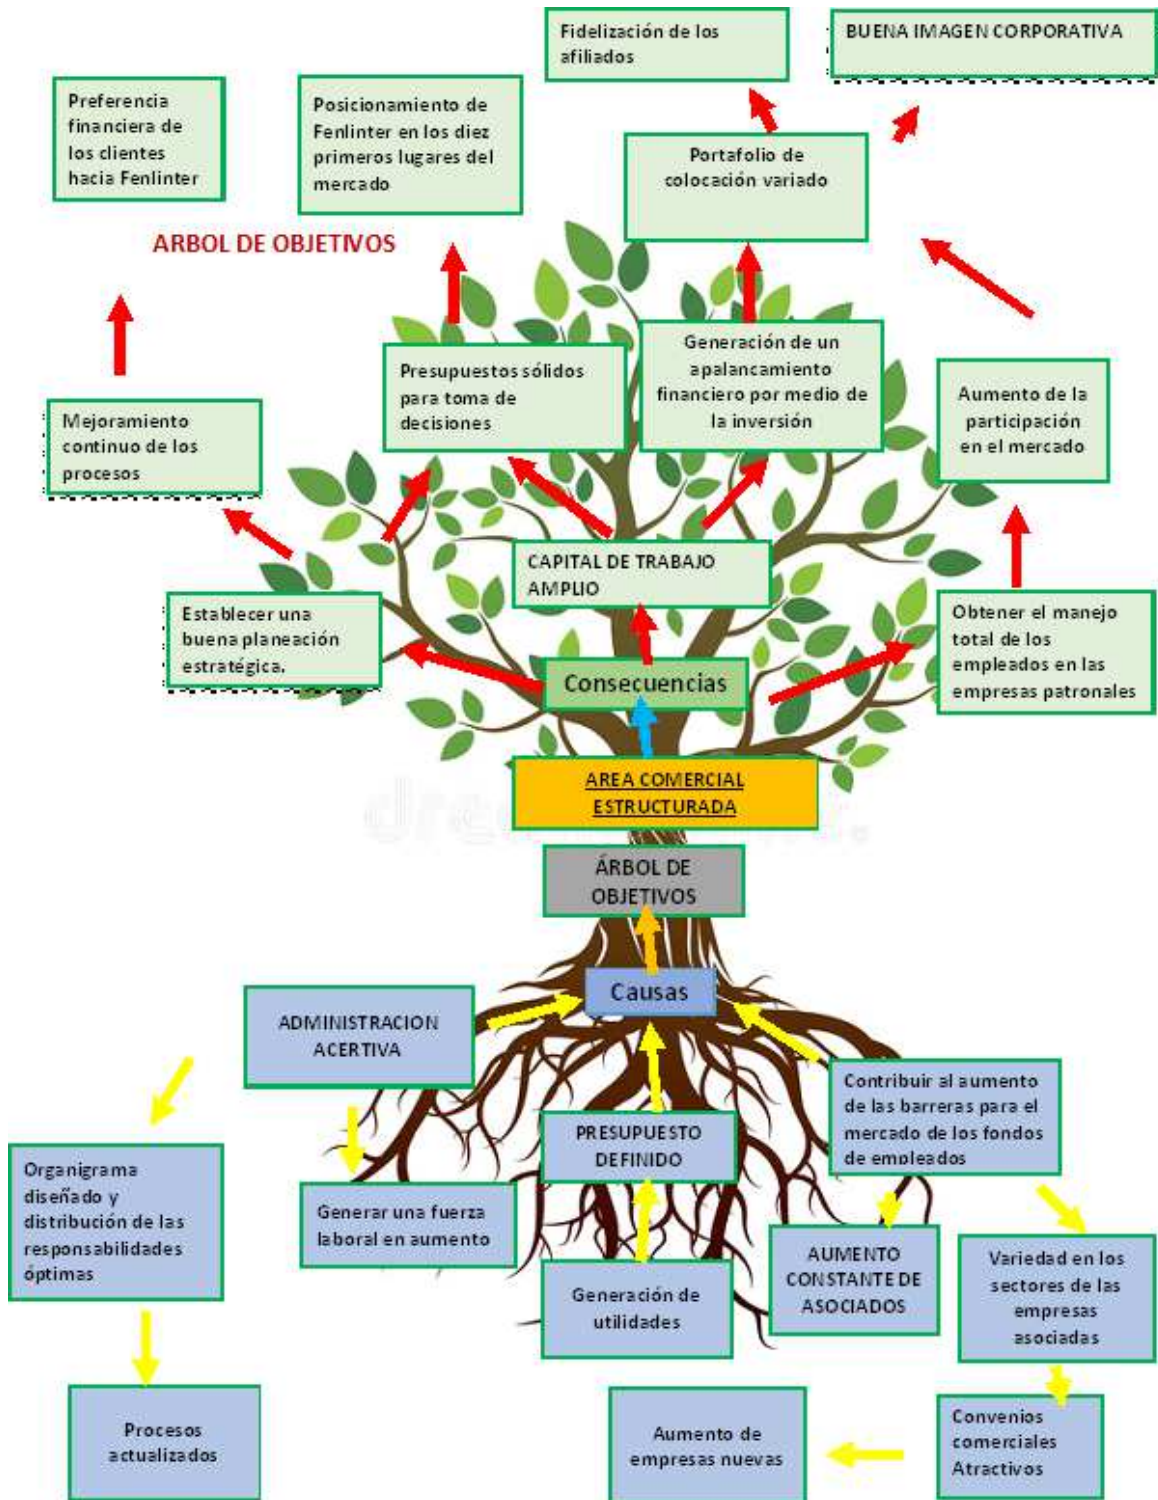 Fidelización de los
afiliados
BUENA IMAGEN CORPORATIVA
Preferencia
financiera de
los clientes
hacia Fenlinter
Posicionamiento de
Fenlinter en los diez
primeros lugares del
mercado
Portafolio de
colocación variado
ARBOL DE OBJETIVOS
Presupuestos sólidos
para toma de
decisiones
Generación de un
apalancamiento
financiero por medio de
la inversión
Aumento de la
participación
en el mercado
Mejoramiento
continuo de los
procesos
CAPITAL DE TRABAJO
AMPLIO
Establecer una
buena planeación
estratégica.
Obtener el manejo
total de los
empleados en las
empresas patronales
Consecuencias
AREA COMERCIAL
ESTRUCTURADA
ÁRBOL DE
OBJETIVOS
Causas
ADMINISTRACION
ACERTIVA
Contribuir al aumento
de las barreras para el
mercado de los fondos
de empleados
PRESUPUESTO
DEFINIDO
Organigrama
diseñado y
distribución de las
responsabilidades
óptimas
Generar una fuerza
laboral en aumento
Generación de
utilidades
AUMENTO
CONSTANTE DE
ASOCIADOS
Variedad en los
sectores de las
empresas
asociadas
Procesos
actualizados
Aumento de
empresas nuevas
Convenios
comerciales
Atractivos